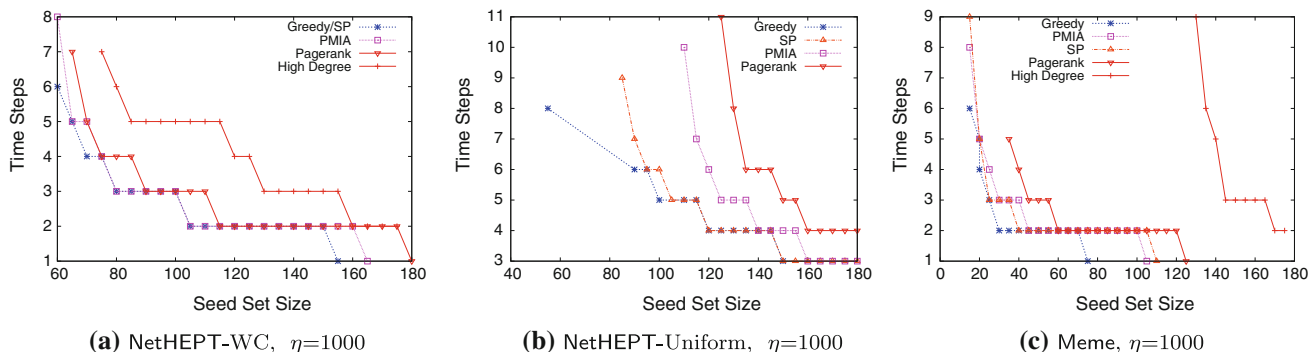 8
7
6
5
4
3
2
1
Time Steps
60
80
100
120
140
160
180
Seed Set Size
Greedy/SP
PMIA
Pagerank
High Degree
(a) NetHEPT-WC, η=1000
11
10
9
8
7
6
5
4
3
Time Steps
40
60
80
100
120
140
160
180
Seed Set Size
Greedy
SP
PMIA
Pagerank
(b) NetHEPT-Uniform, η=1000
9
8
7
6
5
4
3
2
1
Time Steps
0
20
40
60
80
100
120
140
160
180
Seed Set Size
Greedy
PMIA
SP
Pagerank
High Degree
(c) Meme, η=1000